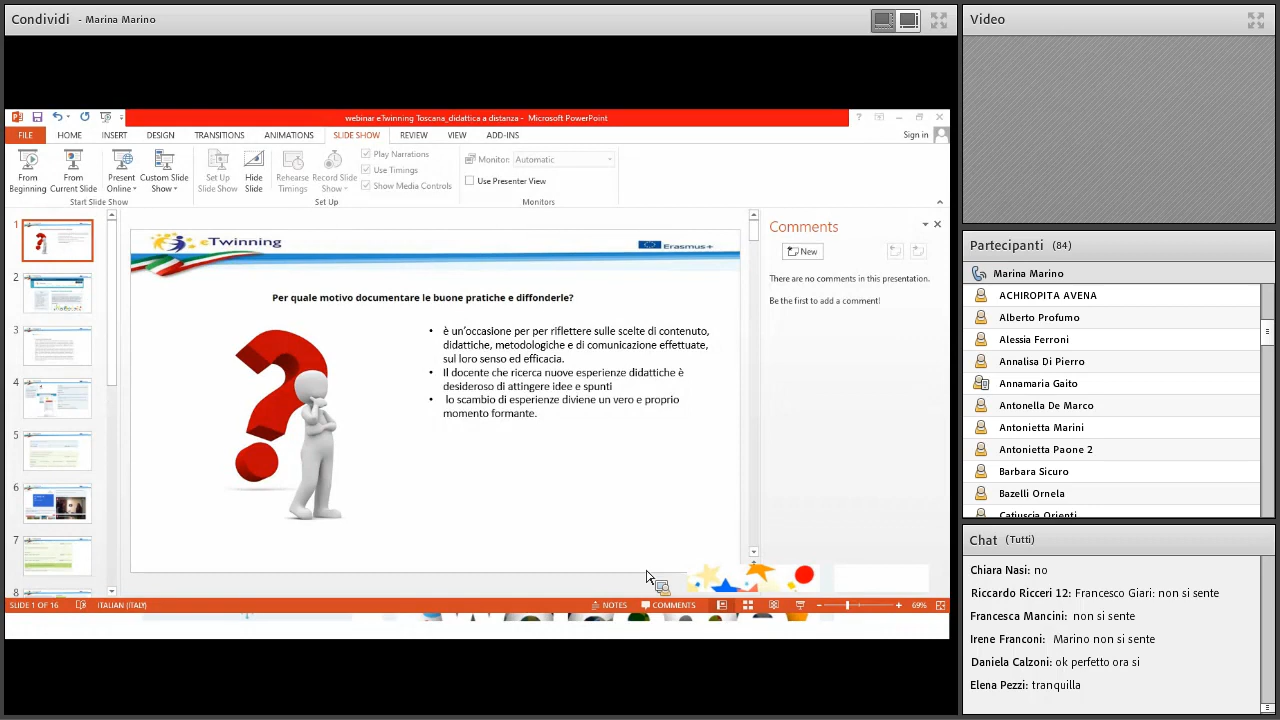 Condividi - Marina Marino
webinar eTwinning Toscana_didattica a distanza - Microsoft PowerPoint
FILE HOME INSERT DESIGN TRANSITIONS ANIMATIONS SLIDE SHOW REVIEW VIEW ADD-INS Sign in
From Beginning
From Current Slide
Present Online
Custom Slide Show
Start Slide Show
Set Up Slide Show
Hide Slide
Rehearse Timings
Record Slide Show
Play Narrations
Use Timings
Show Media Controls
Set Up
Monitor: Automatic
Use Presenter View
Monitors
1
2
3
4
5
6
7
8
eTwinning
Erasmus+
Per quale motivo documentare le buone pratiche e diffonderle?
• è un'occasione per per riflettere sulle scelte di contenuto,
didattiche, metodologiche e di comunicazione effettuate,
sul loro senso ed efficacia.
• Il docente che ricerca nuove esperienze didattiche è
desideroso di attingere idee e spunti
• lo scambio di esperienze diviene un vero e proprio
momento formante.
Comments
New
There are no comments in this presentation.
Be the first to add a comment!
SLIDE 1 OF 16 ITALIAN (ITALY) NOTES COMMENTS 69%
Video
Partecipanti (84)
Marina Marino
ACHIROPITA AVENA
Alberto Profumo
Alessia Ferroni
Annalisa Di Pierro
Annamaria Gaito
Antonella De Marco
Antonietta Marini
Antonietta Paone 2
Barbara Sicuro
Bazelli Ornela
Catiuscia Orienti
Chat (Tutti)
Chiara Nasi: no
Riccardo Ricceri 12: Francesco Giari: non si sente
Francesca Mancini: non si sente
Irene Franconi: Marino non si sente
Daniela Calzoni: ok perfetto ora si
Elena Pezzi: tranquilla